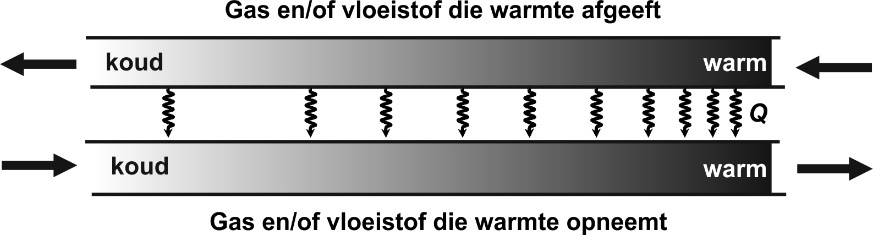 Gas en/of vloeistof die warmte afgeeft
koud warm
Q
koud warm
Gas en/of vloeistof die warmte opneemt